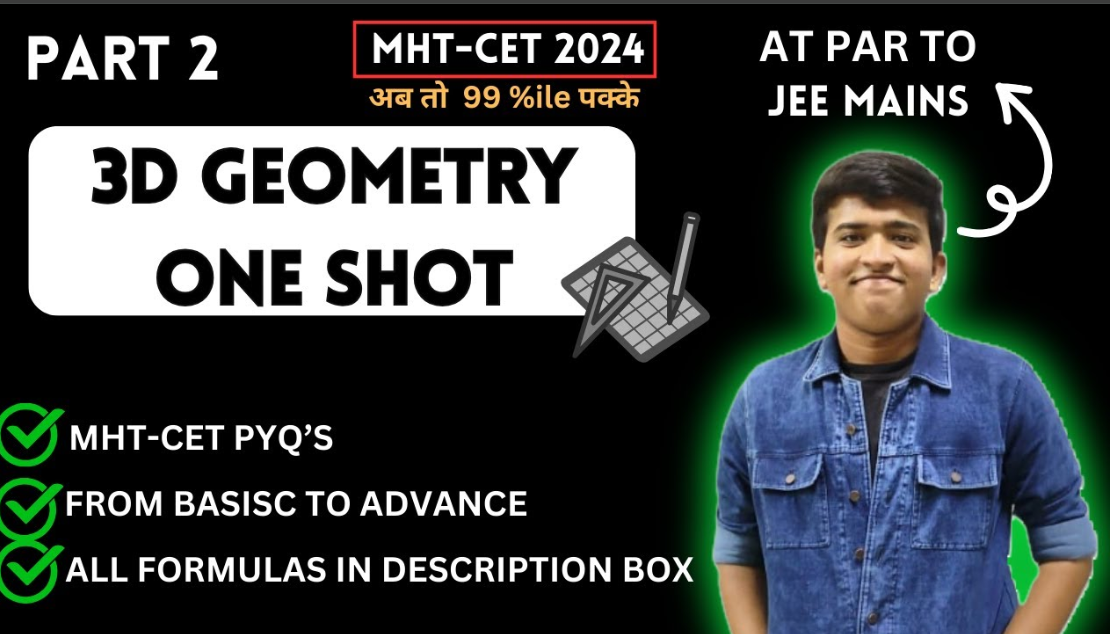 PART 2
MHT-CET 2024
अब तो 99 %ile पक्के
AT PAR TO
JEE MAINS
3D GEOMETRY
ONE SHOT
MHT-CET PYQ'S
FROM BASISC TO ADVANCE
ALL FORMULAS IN DESCRIPTION BOX